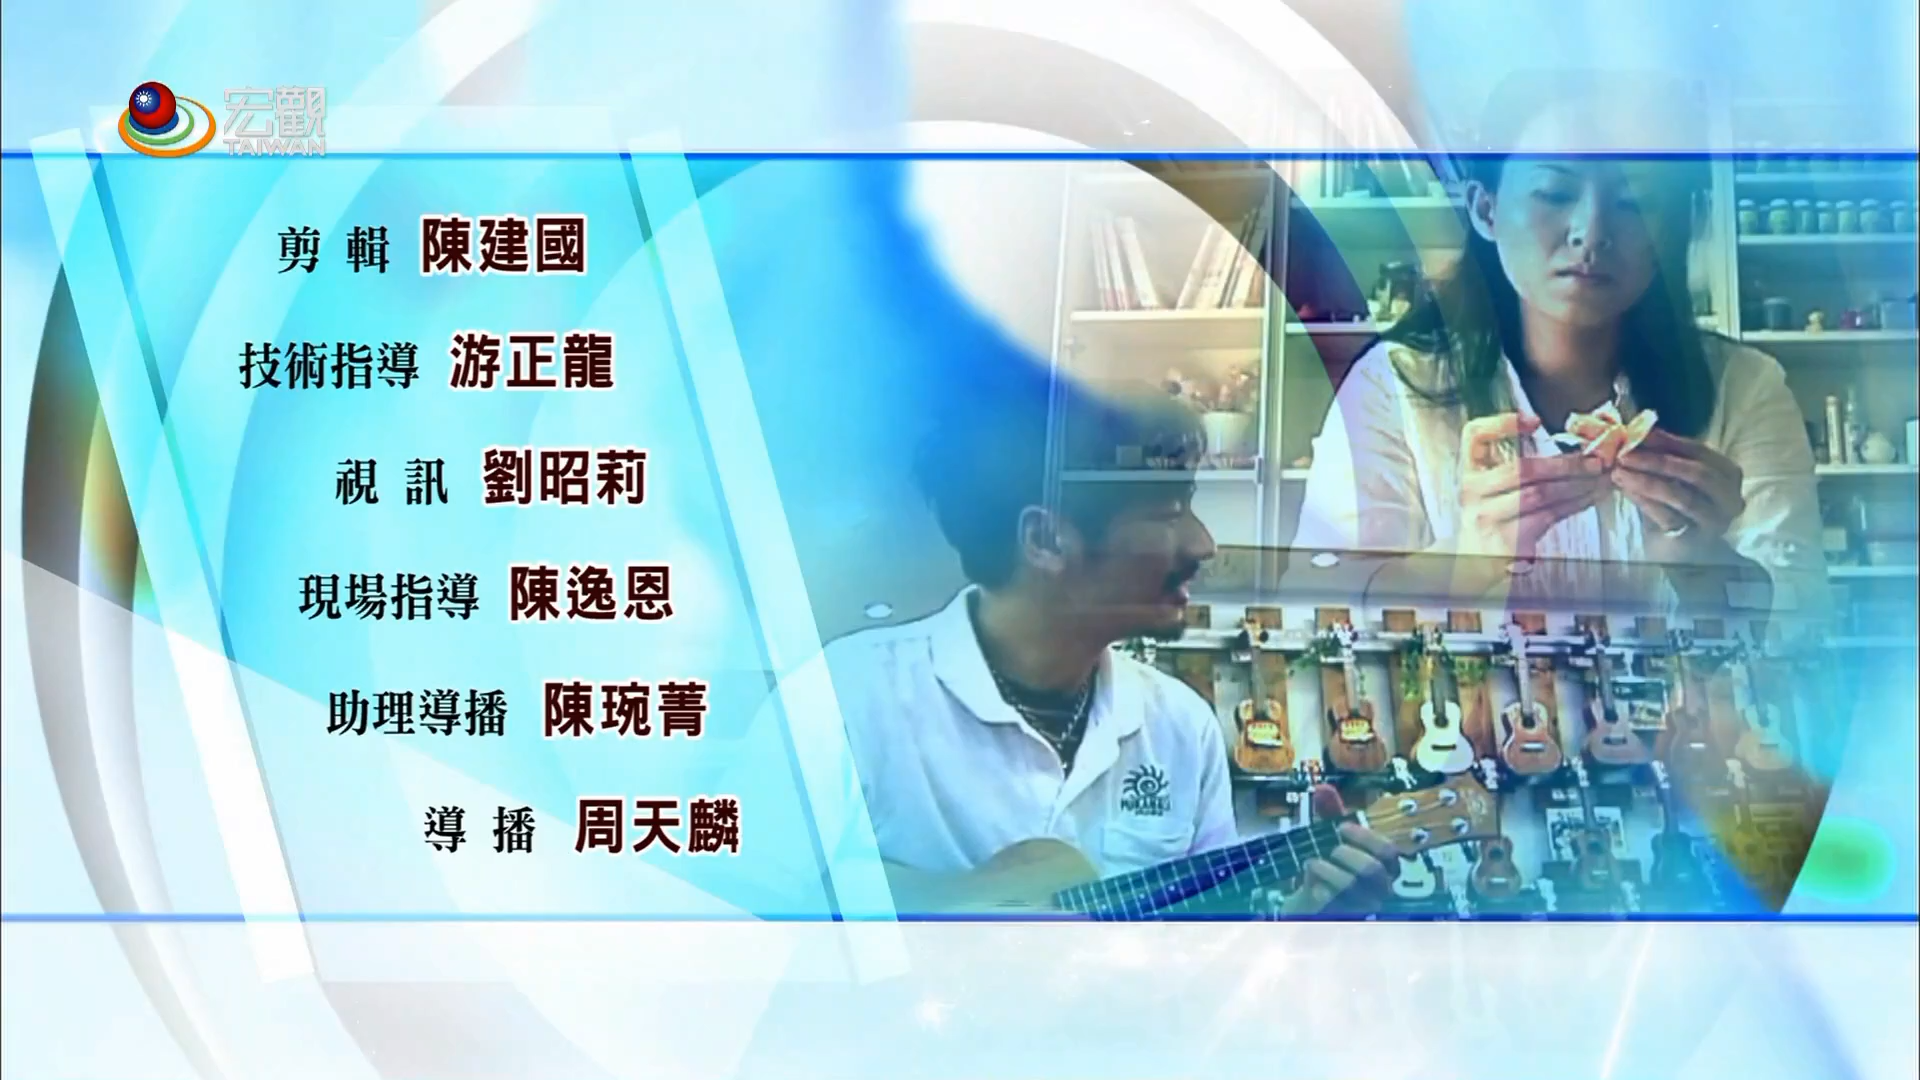 宏觀
TAIWAN
剪輯 陳建國
技術指導 游正龍
視訊 劉昭莉
現場指導 陳逸恩
助理導播 陳琬菁
導播 周天麟